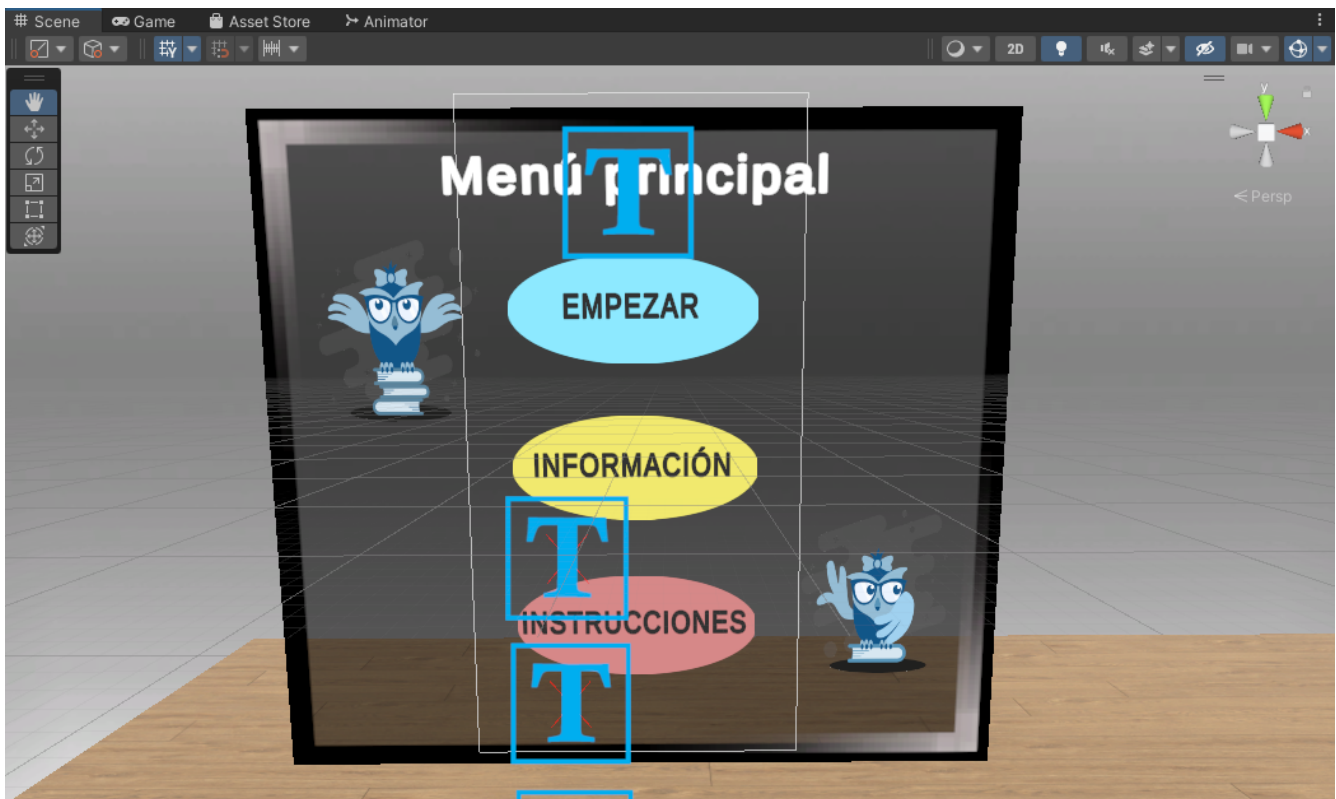 Scene Game Asset Store Animator
2D
y
x
Persp
Menú principal
T
EMPEZAR
INFORMACIÓN
T
INSTRUCCIONES
T